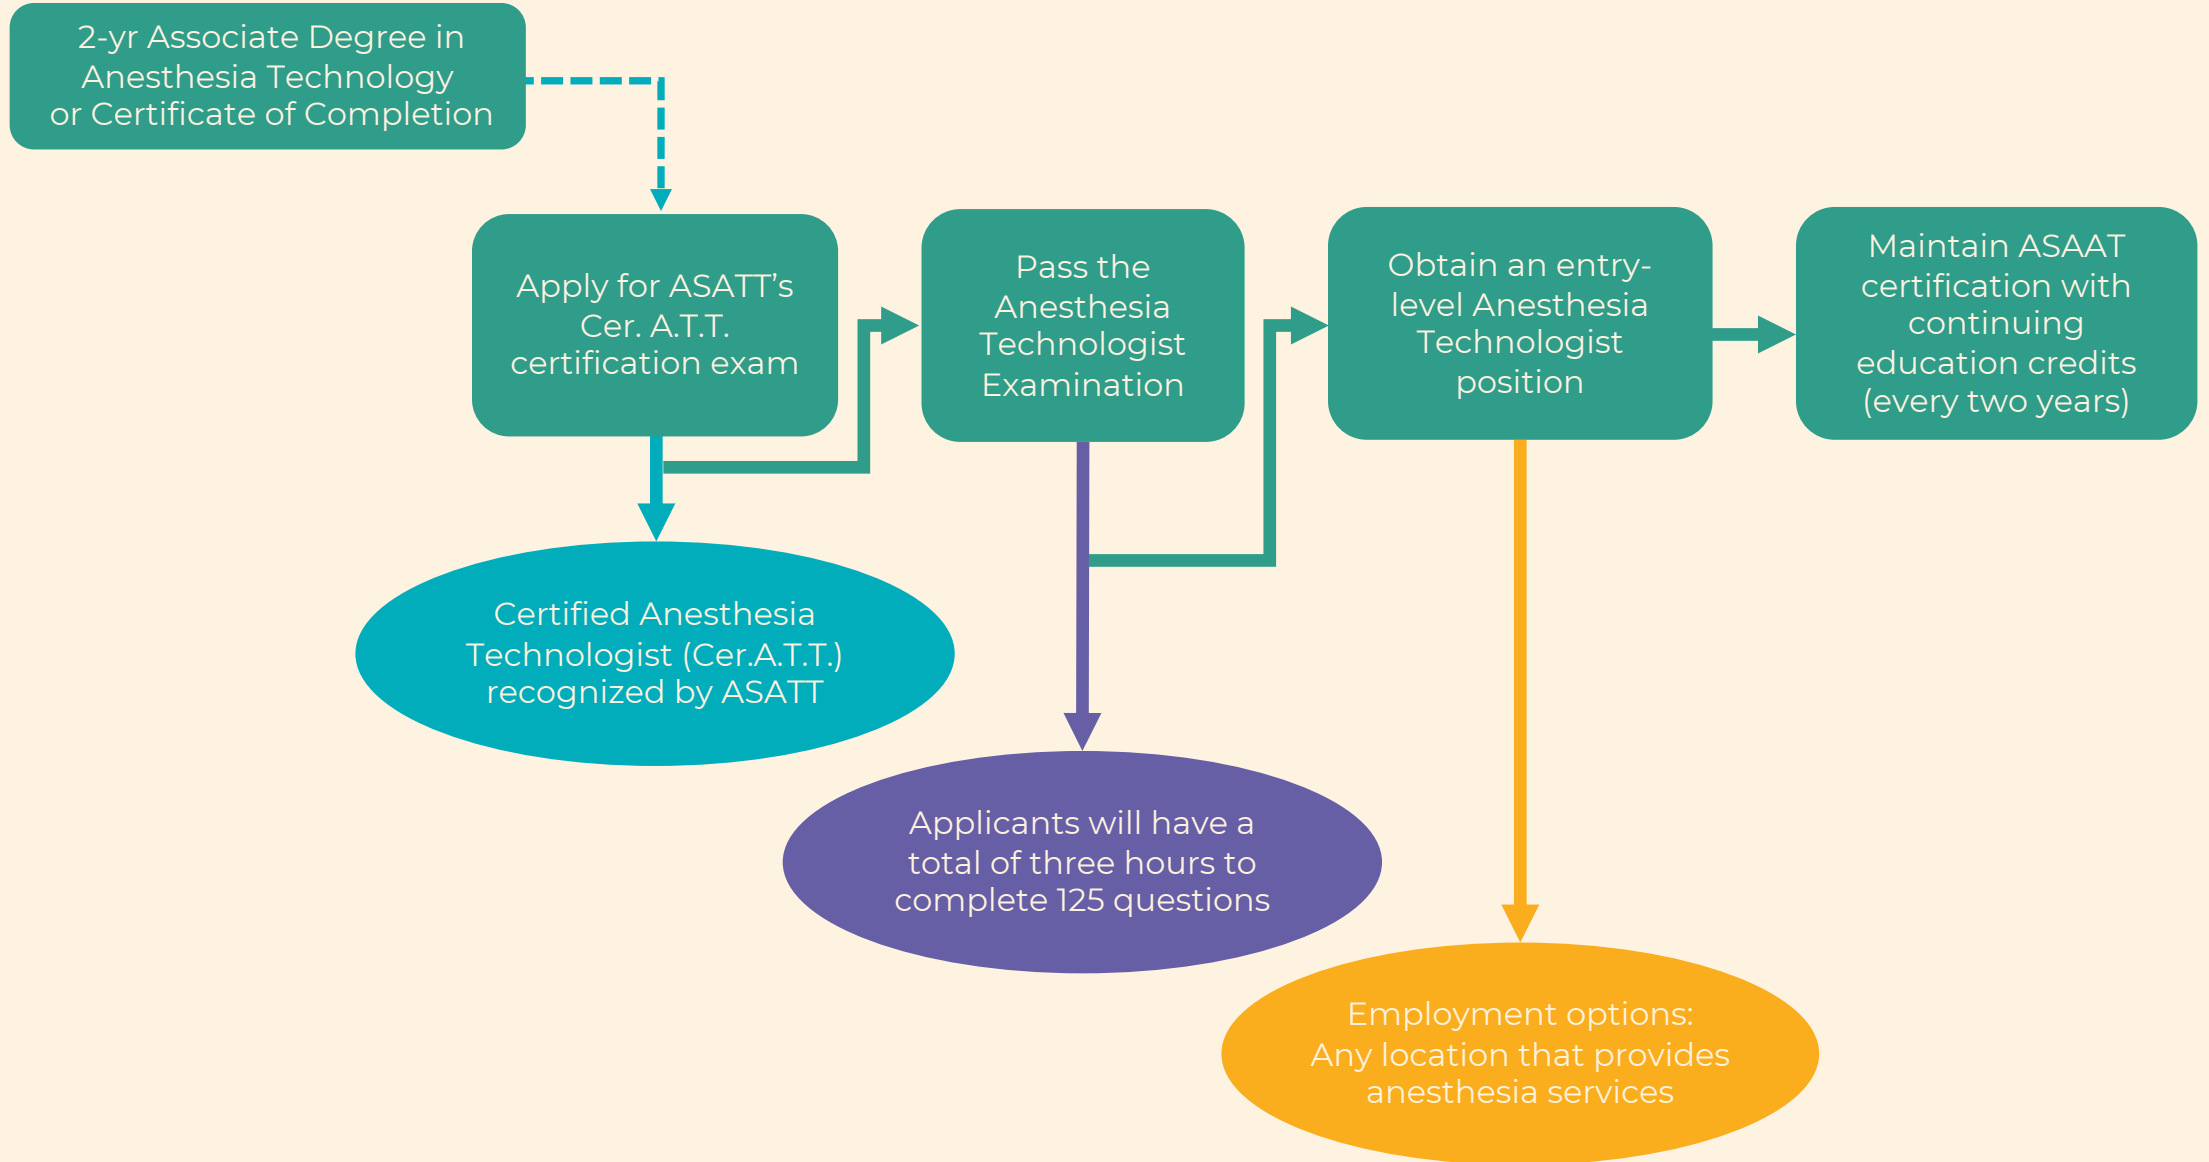 2-yr Associate Degree in
Anesthesia Technology
or Certificate of Completion
Apply for ASATT’s
Cer. A.T.T.
certification exam
Pass the
Anesthesia
Technologist
Examination
Obtain an entry-
level Anesthesia
Technologist
position
Maintain ASAAT
certification with
continuing
education credits
(every two years)
Certified Anesthesia
Technologist (Cer.A.T.T.)
recognized by ASATT
Applicants will have a
total of three hours to
complete 125 questions
Employment options:
Any location that provides
anesthesia services